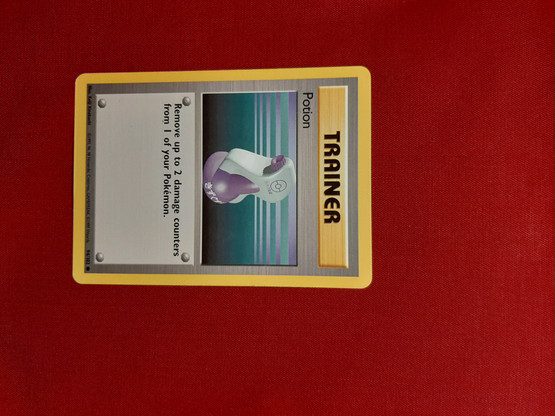 TRAINER
Potion
Remove up to 2 damage counters
from 1 of your Pokémon.